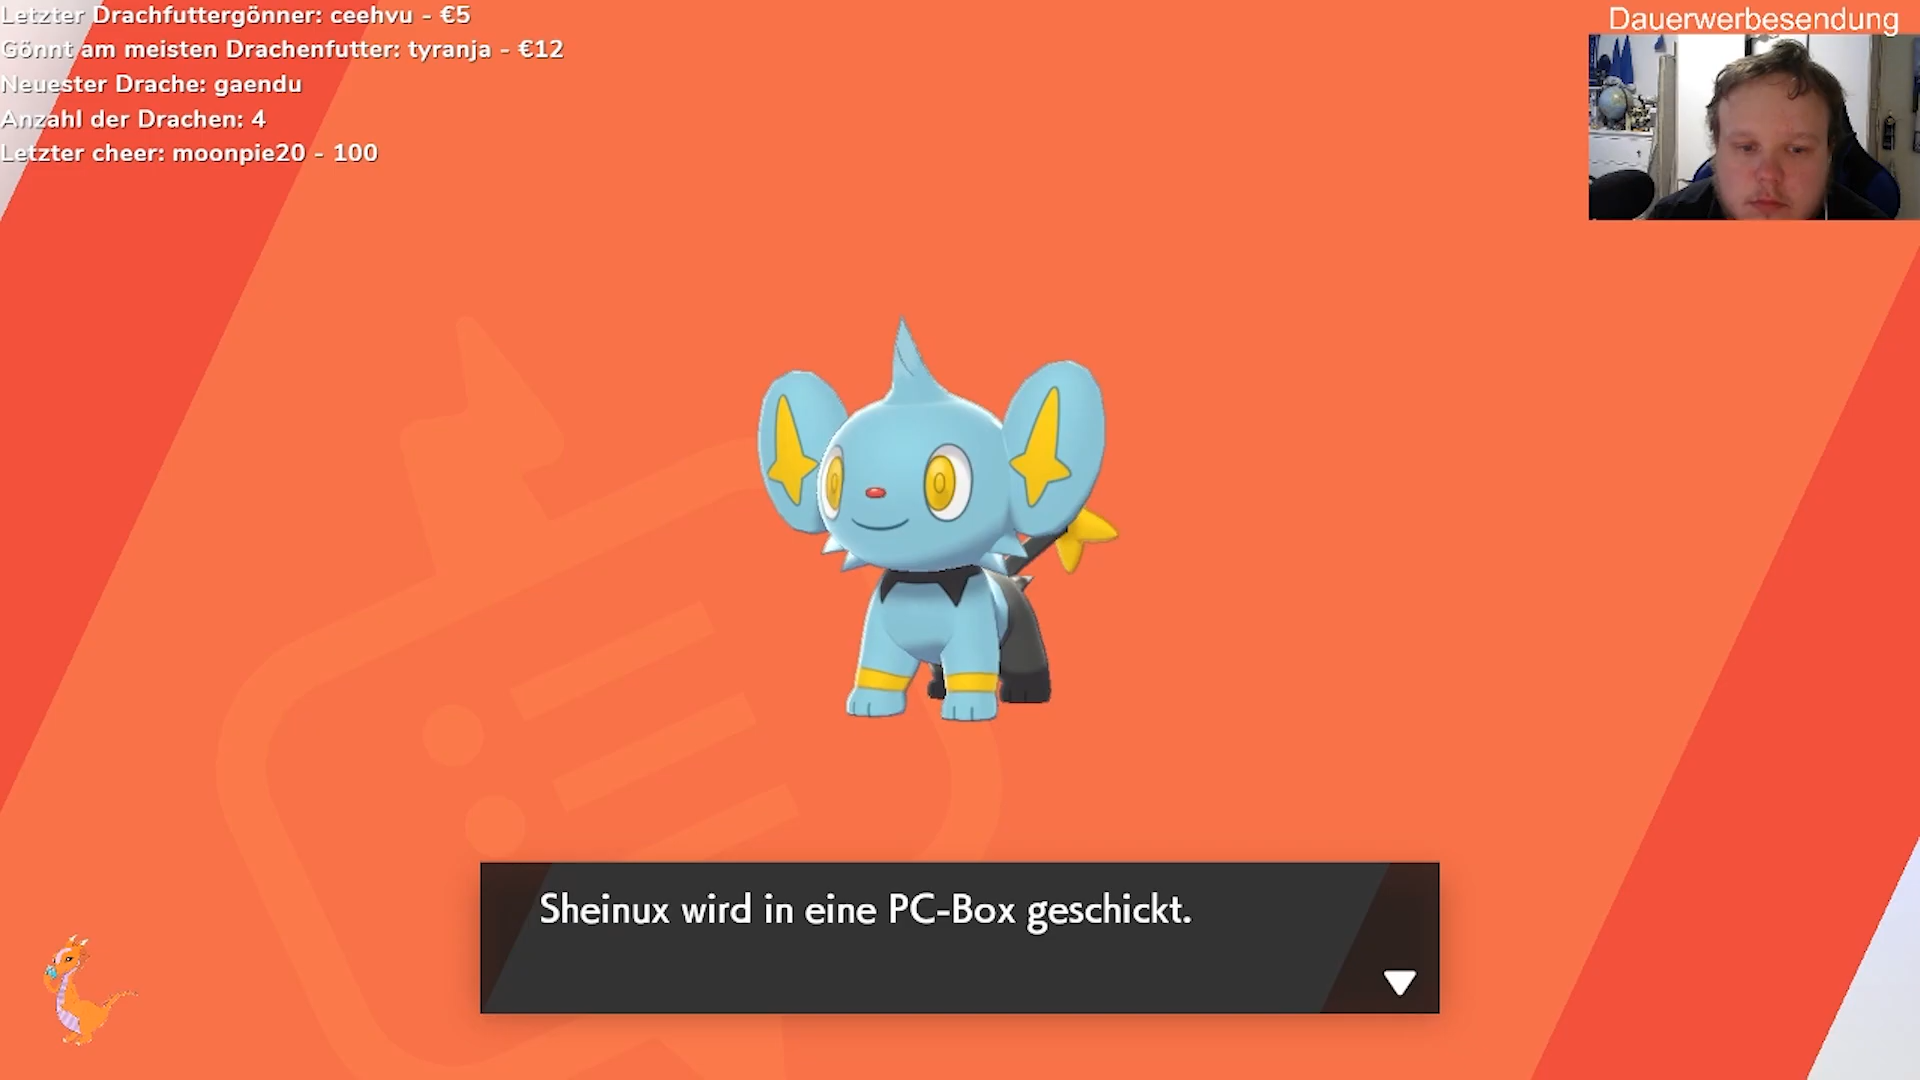 Letzter Drachfuttergönner: ceehvu - €5
Gönnt am meisten Drachenfutter: tyranja - €12
Neuester Drache: gaendu
Anzahl der Drachen: 4
Letzter cheer: moonpie20 - 100
Dauerwerbesendung
Sheinux wird in eine PC-Box geschickt.